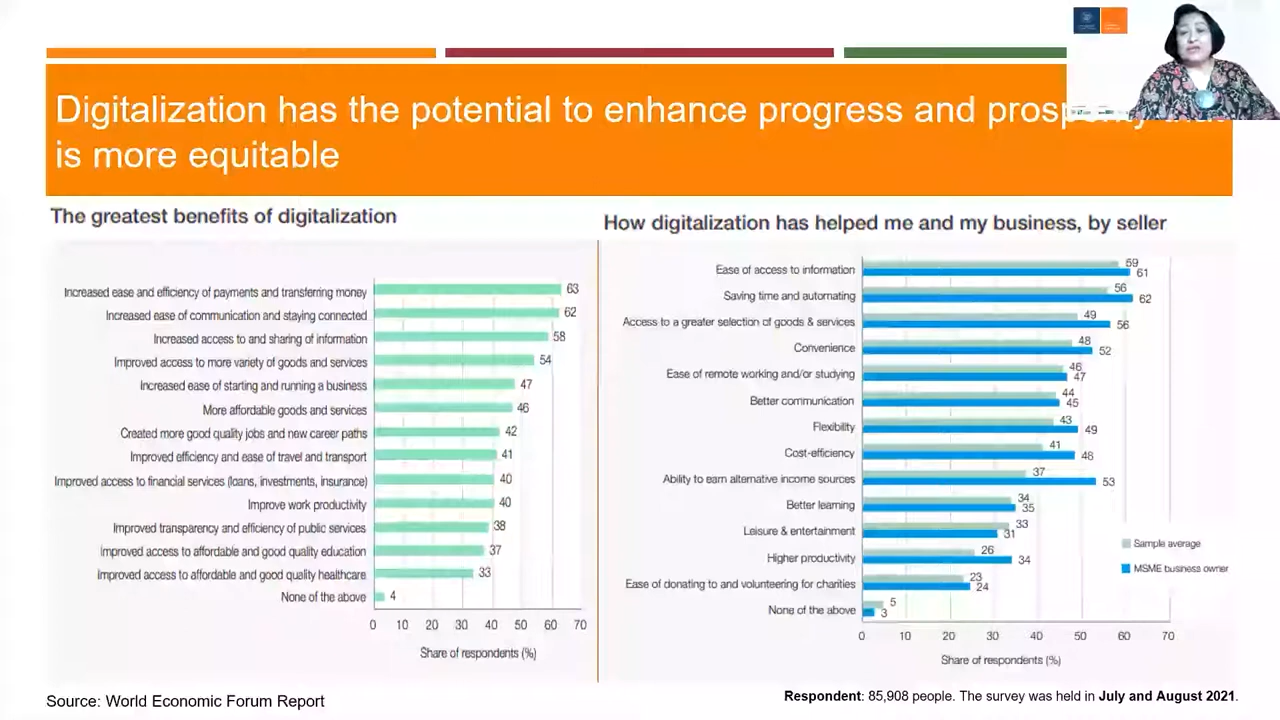 Digitalization has the potential to enhance progress and
is more equitable
The greatest benefits of digitalization
Increased ease and efficiency of payments and transferring money 63
Increased ease of communication and staying connected 62
Increased access to and sharing of information 58
Improved access to more variety of goods and services 54
Increased ease of starting and running a business 47
More affordable goods and services 46
Created more good quality jobs and new career paths 42
Improved efficiency and ease of travel and transport 41
Improved access to financial services (loans, investments, insurance) 40
Improve work productivity 40
Improved transparency and efficiency of public services 38
Improved access to affordable and good quality education 37
Improved access to affordable and good quality healthcare 33
None of the above 4
0 10 20 30 40 50 60 70
Share of respondents (%)
How digitalization has helped me and my business, by seller
Ease of access to information 59 61
Saving time and automating 56 62
Access to a greater selection of goods & services 49 56
Convenience 48 52
Ease of remote working and/or studying 46 47
Better communication 44 45
Flexibility 43 49
Cost-efficiency 41 48
Ability to earn alternative income sources 37 53
Better learning 34 35
Leisure & entertainment 33 31
Higher productivity 26 34
Ease of donating to and volunteering for charities 23 24
None of the above 5 3
0 10 20 30 40 50 60 70
Share of respondents (%)
Sample average
MSME business owner
Source: World Economic Forum Report
Respondent: 85,908 people. The survey was held in July and August 2021.